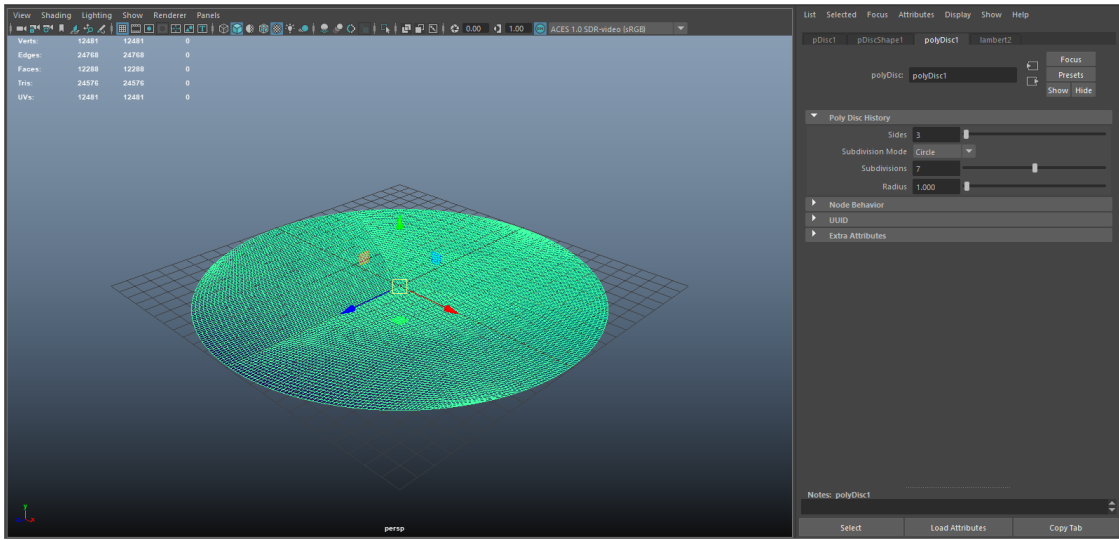 View Shading Lighting Show Renderer Panels
0.00 1.00 ACES 1.0 SDR-video (sRGB)
Verts: 12481 12481 0
Edges: 24768 24768 0
Faces: 12288 12288 0
Tris: 24576 24576 0
UVs: 12481 12481 0
y
z x
persp
List Selected Focus Attributes Display Show Help
pDisc1 pDiscShape1 polyDisc1 lambert2
polyDisc: polyDisc1
Focus
Presets
Show Hide
Poly Disc History
Sides 3
Subdivision Mode Circle
Subdivisions 7
Radius 1.000
Node Behavior
UUID
Extra Attributes
Notes: polyDisc1
Select Load Attributes Copy Tab